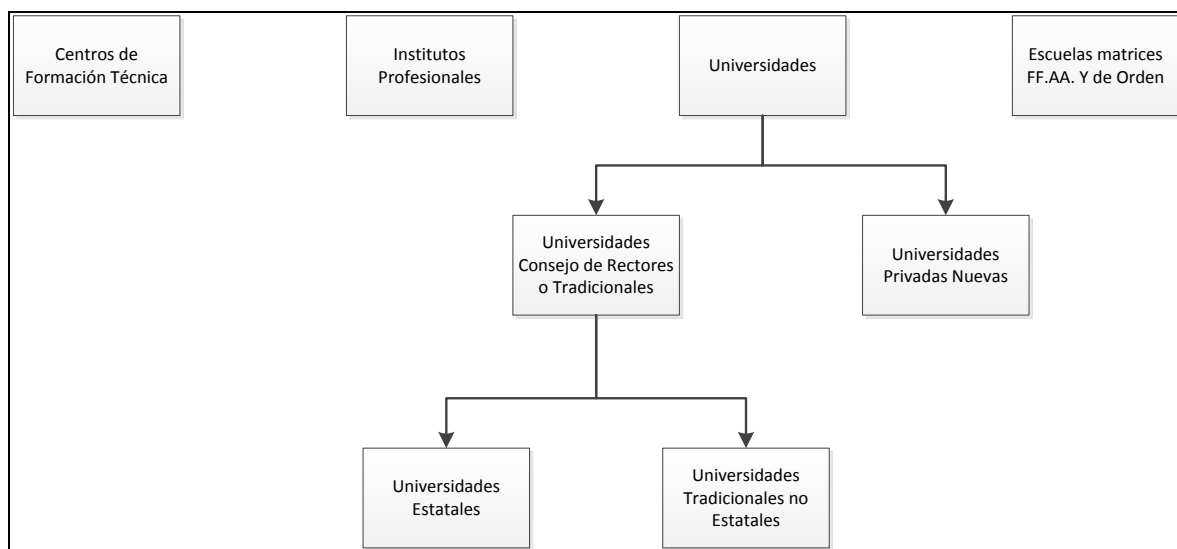 Centros de
Formación Técnica
Institutos
Profesionales
Universidades
Escuelas matrices
FF.AA. Y de Orden
Universidades
Consejo de Rectores
o Tradicionales
Universidades
Privadas Nuevas
Universidades
Estatales
Universidades
Tradicionales no
Estatales